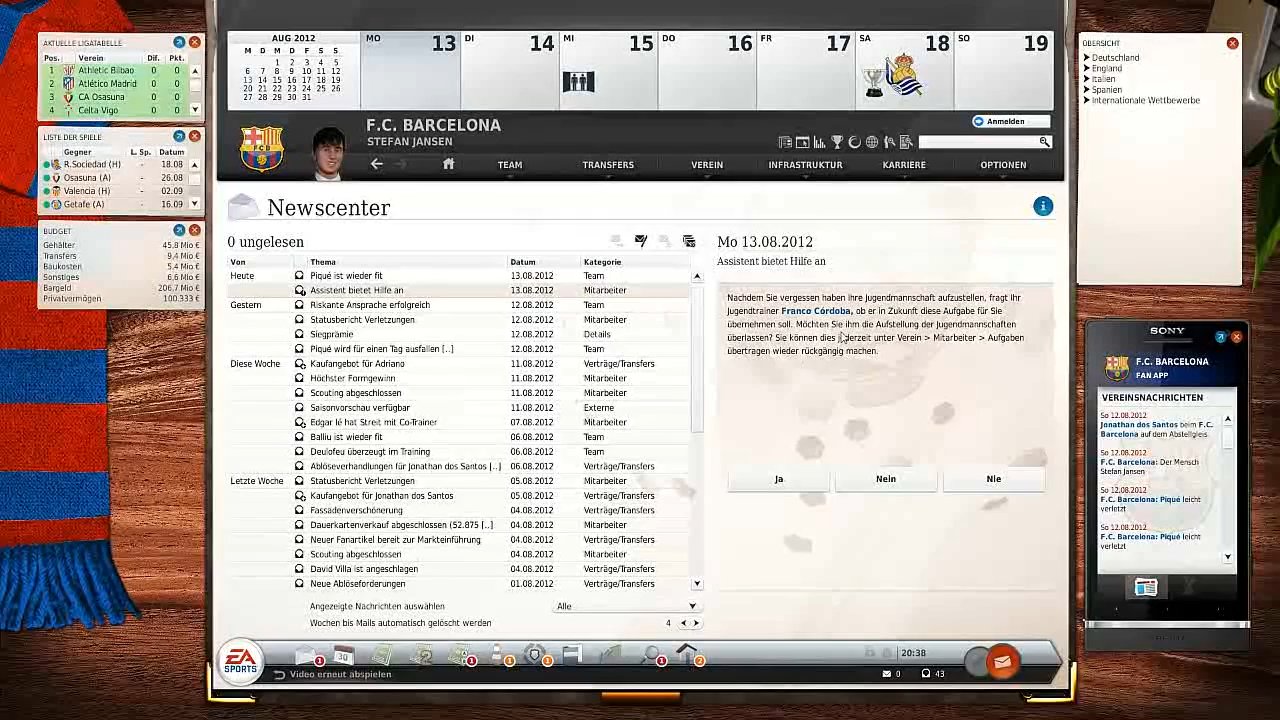 AKTUELLE LIGATABELLE
Pos. Verein Dif. Pkt.
1 Athletic Bilbao 0 0
2 Atlético Madrid 0 0
3 CA Osasuna 0 0
4 Celta Vigo 0 0
LISTE DER SPIELE
Gegner L. Sp. Datum
R.Sociedad (H) - 18.08
Osasuna (A) - 26.08
Valencia (H) - 02.09
Getafe (A) - 16.09
BUDGET
Gehälter 45,8 Mio €
Transfers 9,4 Mio €
Baukosten 5,4 Mio €
Sonstiges 6,6 Mio €
Bargeld 206,7 Mio €
Privatvermögen 100.333 €
AUG 2012
M D M D F S S
1 2 3 4 5
6 7 8 9 10 11 12
13 14 15 16 17 18 19
20 21 22 23 24 25 26
27 28 29 30 31
MO 13 DI 14 MI 15 DO 16 FR 17 SA 18 SO 19
F.C. BARCELONA
STEFAN JANSEN
Anmelden
TEAM TRANSFERS VEREIN INFRASTRUKTUR KARRIERE OPTIONEN
Newscenter
0 ungelesen
Von Thema Datum Kategorie
Heute Piqué ist wieder fit 13.08.2012 Team
Assistent bietet Hilfe an 13.08.2012 Mitarbeiter
Gestern Riskante Ansprache erfolgreich 12.08.2012 Team
Statusbericht Verletzungen 12.08.2012 Mitarbeiter
Siegprämie 12.08.2012 Details
Piqué wird für einen Tag ausfallen [..] 12.08.2012 Team
Diese Woche Kaufangebot für Adriano 11.08.2012 Verträge/Transfers
Höchster Formgewinn 11.08.2012 Mitarbeiter
Scouting abgeschlossen 11.08.2012 Mitarbeiter
Saisonvorschau verfügbar 11.08.2012 Externe
Edgar Ié hat Streit mit Co-Trainer 07.08.2012 Mitarbeiter
Balliu ist wieder fit 06.08.2012 Team
Deulofeu überzeugt im Training 06.08.2012 Team
Ablöseverhandlungen für Jonathan dos Santos [..] 06.08.2012 Verträge/Transfers
Letzte Woche Statusbericht Verletzungen 05.08.2012 Mitarbeiter
Kaufangebot für Jonathan dos Santos 05.08.2012 Verträge/Transfers
Fassadenverschönerung 04.08.2012 Verträge/Transfers
Dauerkartenverkauf abgeschlossen (52.875 [..] 04.08.2012 Mitarbeiter
Neuer Fanartikel bereit zur Markteinführung 04.08.2012 Verträge/Transfers
Scouting abgeschlossen 04.08.2012 Mitarbeiter
David Villa ist angeschlagen 04.08.2012 Verträge/Transfers
Neue Ablöseforderungen 01.08.2012 Verträge/Transfers
Angezeigte Nachrichten auswählen Alle
Wochen bis Mails automatisch gelöscht werden 4
Mo 13.08.2012
Assistent bietet Hilfe an
Nachdem Sie vergessen haben Ihre Jugendmannschaft aufzustellen, fragt Ihr
Jugendtrainer Franco Córdoba, ob er in Zukunft diese Aufgabe für Sie
übernehmen soll. Möchten Sie ihm die Aufstellung der Jugendmannschaften
überlassen? Sie können dies jederzeit unter Verein > Mitarbeiter > Aufgaben
übertragen wieder rückgängig machen.
Ja Nein Nie
EA SPORTS
1 30 1 1 1 1 2
20:38
Video erneut abspielen
0 43
ÜBERSICHT
Deutschland
England
Italien
Spanien
Internationale Wettbewerbe
SONY
F.C. BARCELONA
FAN APP
VEREINSNACHRICHTEN
So 12.08.2012
Jonathan dos Santos beim F.C.
Barcelona auf dem Abstellgleis
So 12.08.2012
F.C. Barcelona: Der Mensch
Stefan Jansen
So 12.08.2012
F.C. Barcelona: Piqué leicht
verletzt
So 12.08.2012
F.C. Barcelona: Piqué leicht
verletzt